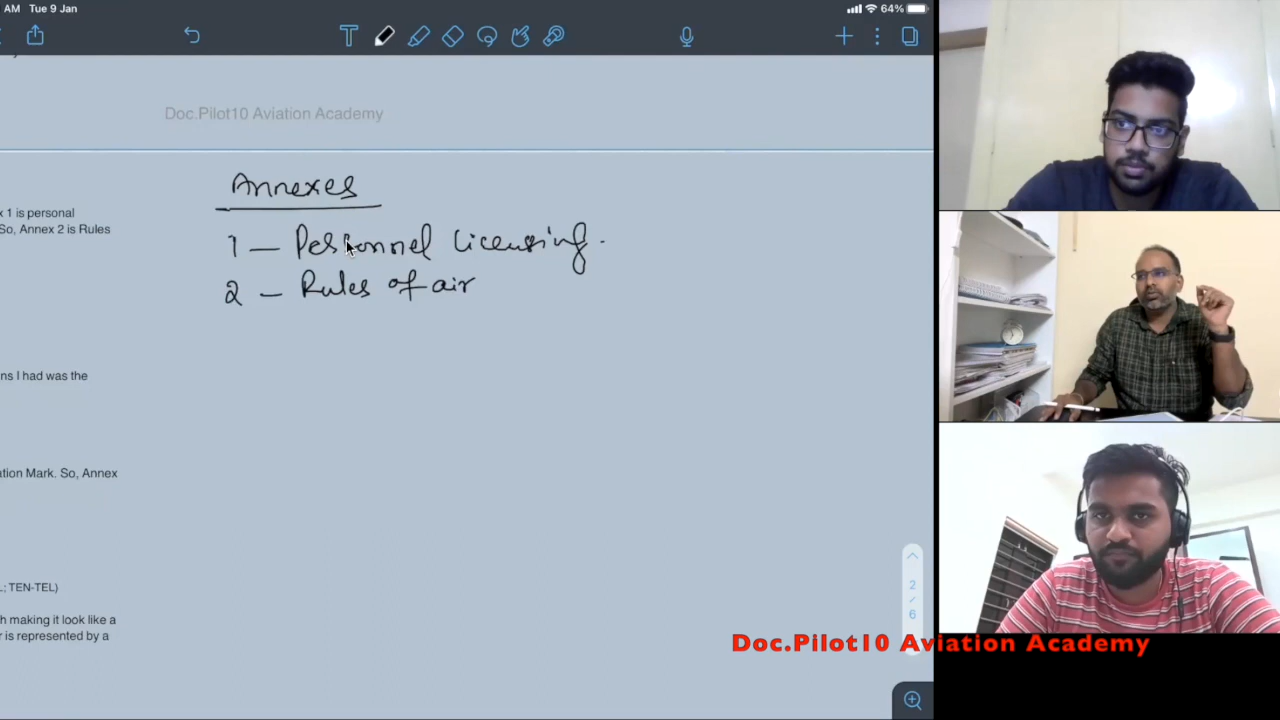 AM Tue 9 Jan
64%
T
Doc.Pilot10 Aviation Academy
Annexes
x 1 is personal
1 — Personnel Licensing.
So, Annex 2 is Rules
2 — Rules of air
ns I had was the
ation Mark. So, Annex
L; TEN-TEL)
h making it look like a
r is represented by a
2
/
6
Doc.Pilot10 Aviation Academy